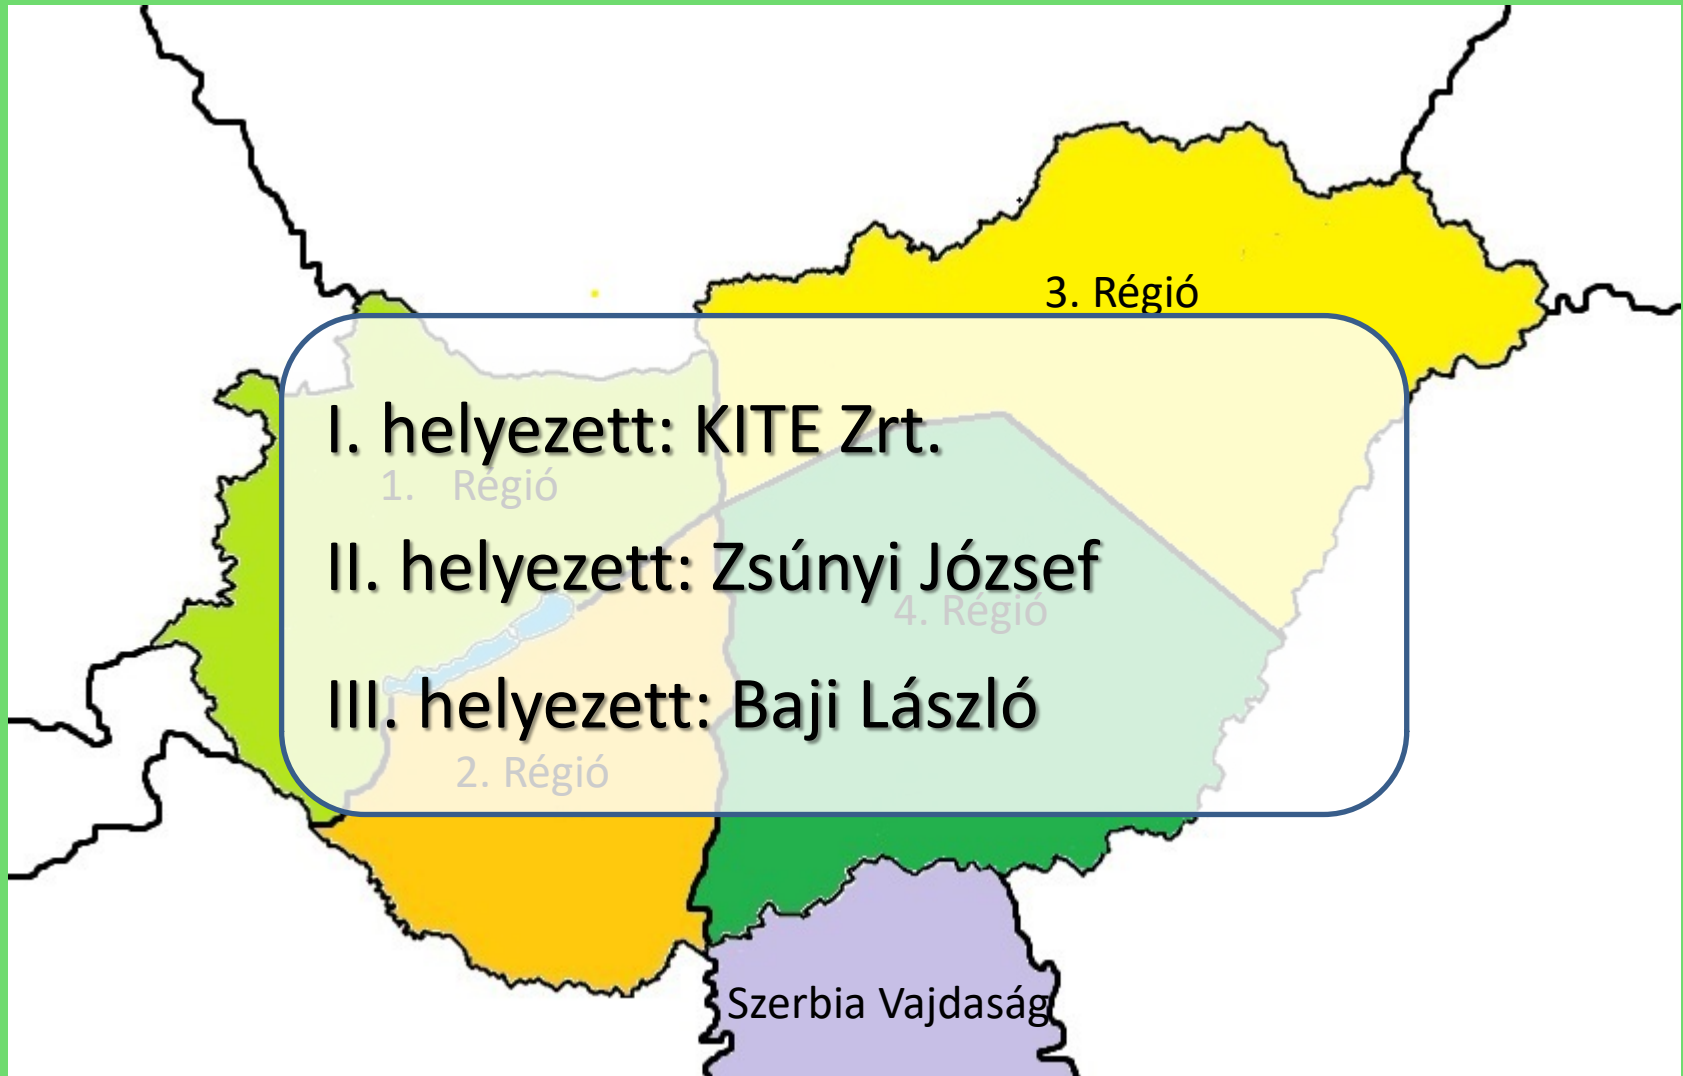 3. Régió
I. helyezett: KITE Zrt.
1. Régió
II. helyezett: Zsúnyi József
4. Régió
III. helyezett: Baji László
2. Régió
Szerbia Vajdaság